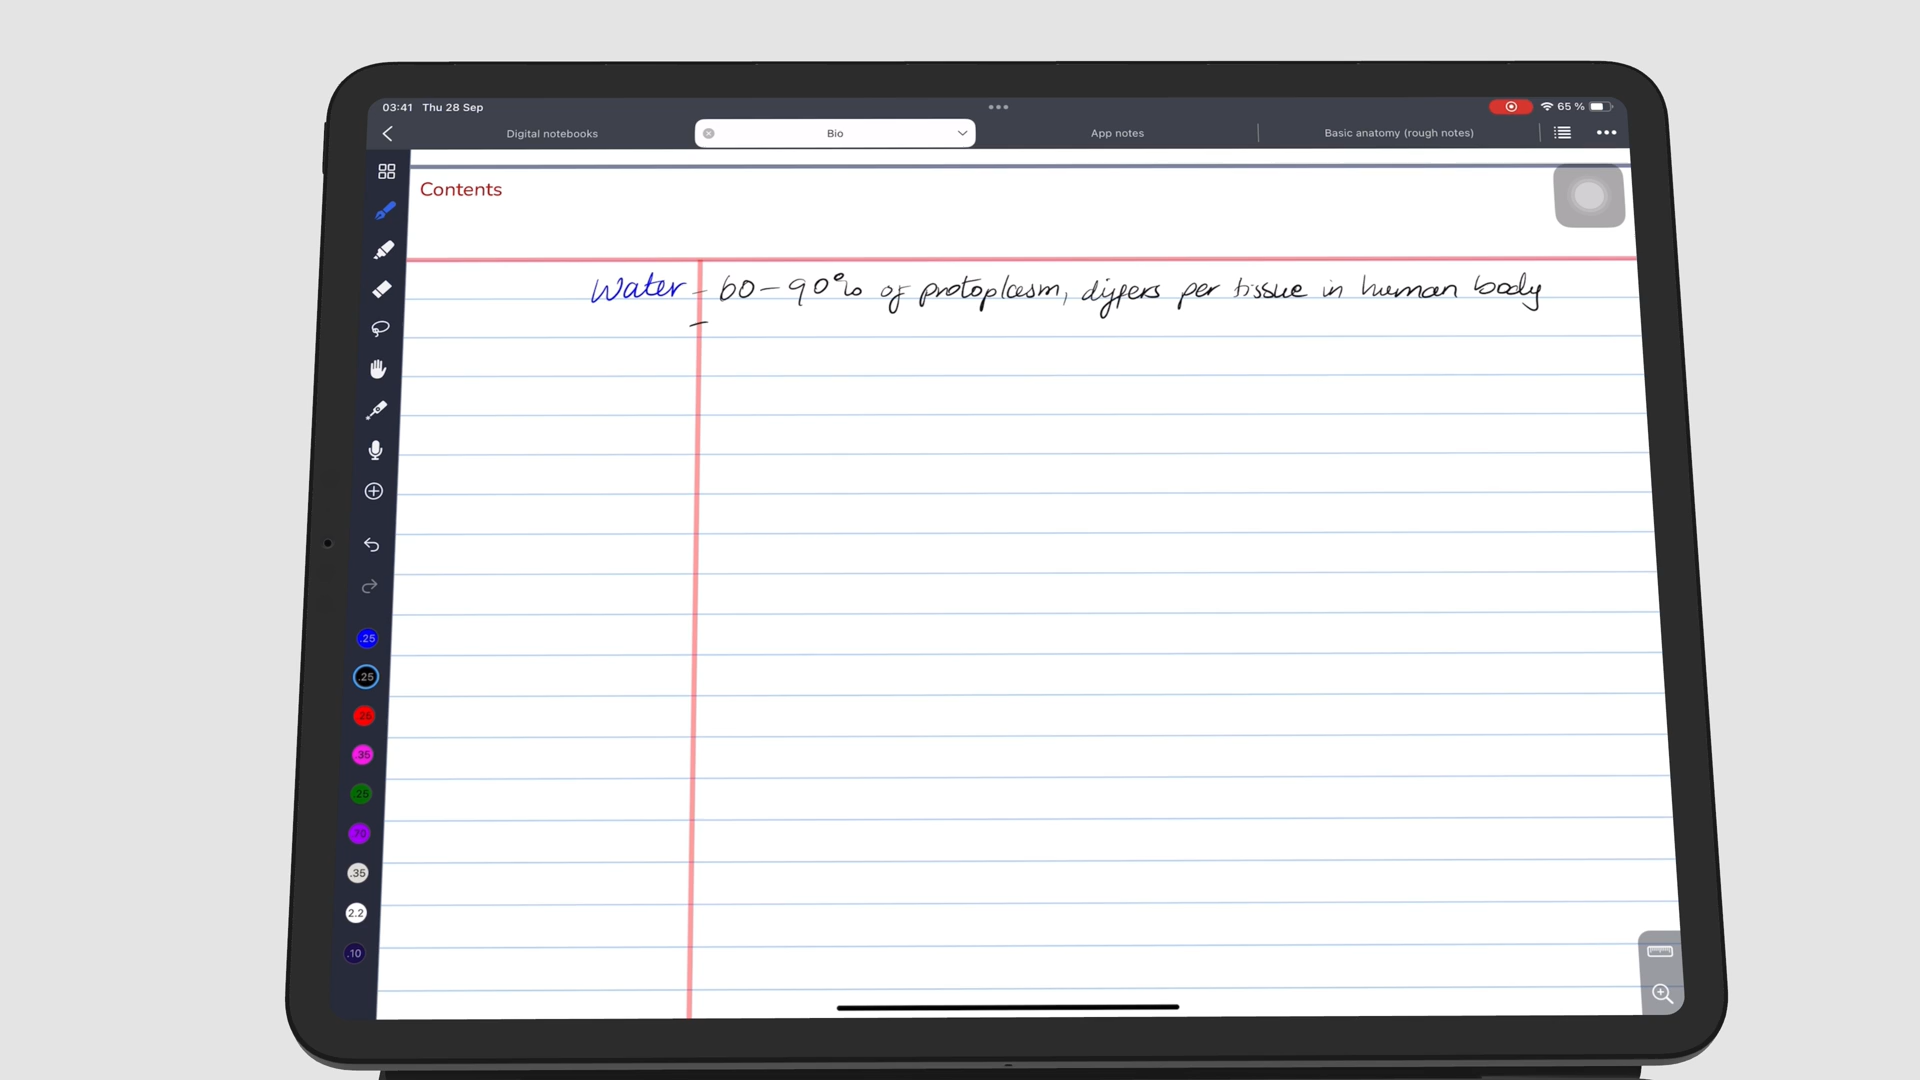 03:41 Thu 28 Sep
65 %
Digital notebooks
Bio
App notes
Basic anatomy (rough notes)
Contents
Water - 60-90% of protoplasm, differs per tissue in human body
-
.25
.25
.25
.35
.25
.70
.35
2.2
.10